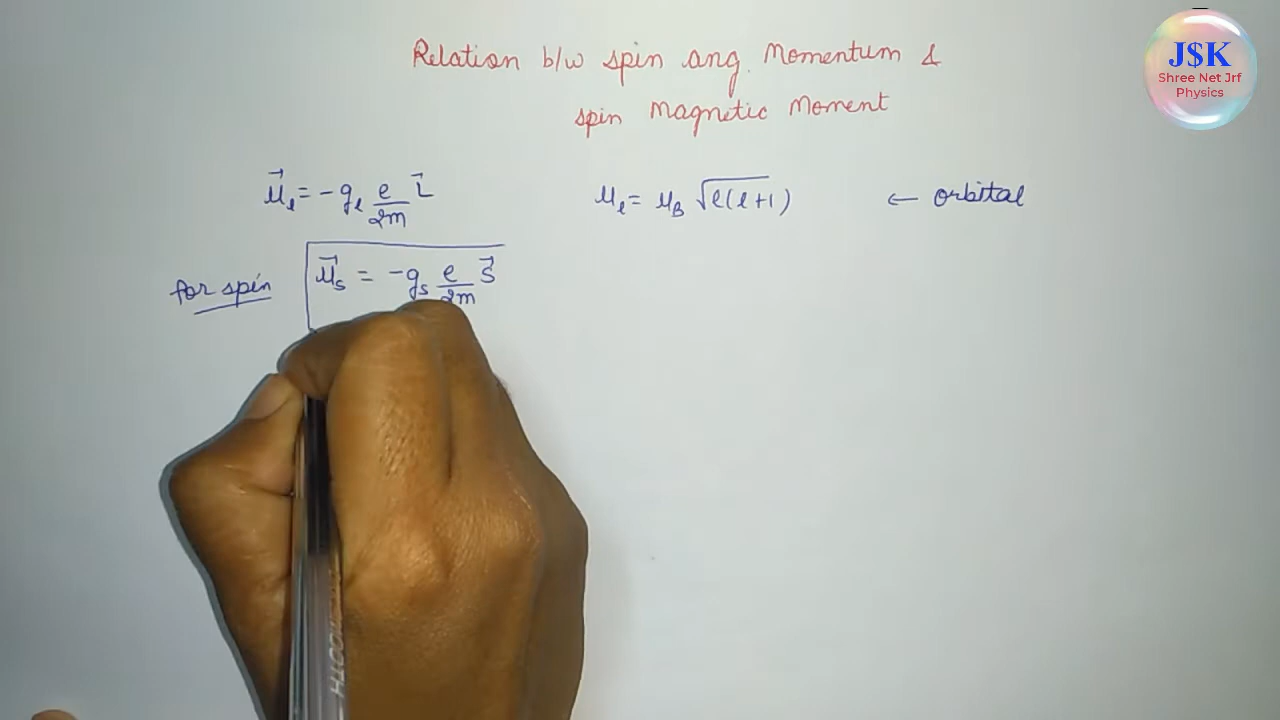 Relation b/w spin ang. Momentum &
spin Magnetic Moment
JSK
Shree Net Jrf
Physics
μ⃗ₗ = -gₗ e/2m L⃗ μₗ = μ_B √l(l+1) ← orbital
for spin μ⃗ₛ = -gₛ e/2m S⃗